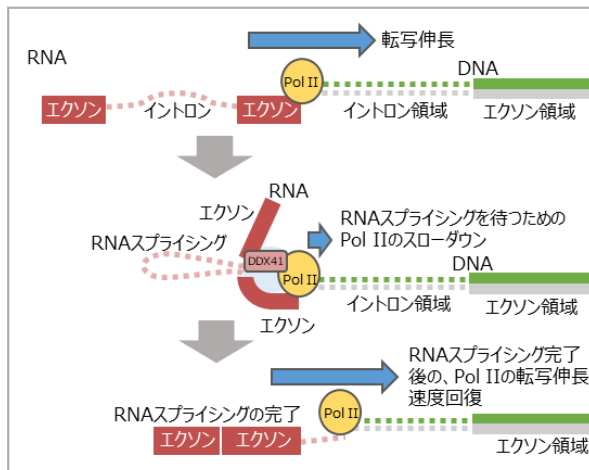 転写伸長
RNA
Pol II
DNA
エクソン
イントロン
エクソン
イントロン領域
エクソン領域
RNA
エクソン
RNAスプライシングを待つための
Pol IIのスローダウン
RNAスプライシング
DDX41
Pol II
DNA
イントロン領域
エクソン領域
エクソン
RNAスプライシング完了
後の、Pol IIの転写伸長
速度回復
RNAスプライシングの完了
Pol II
エクソン
エクソン
エクソン領域